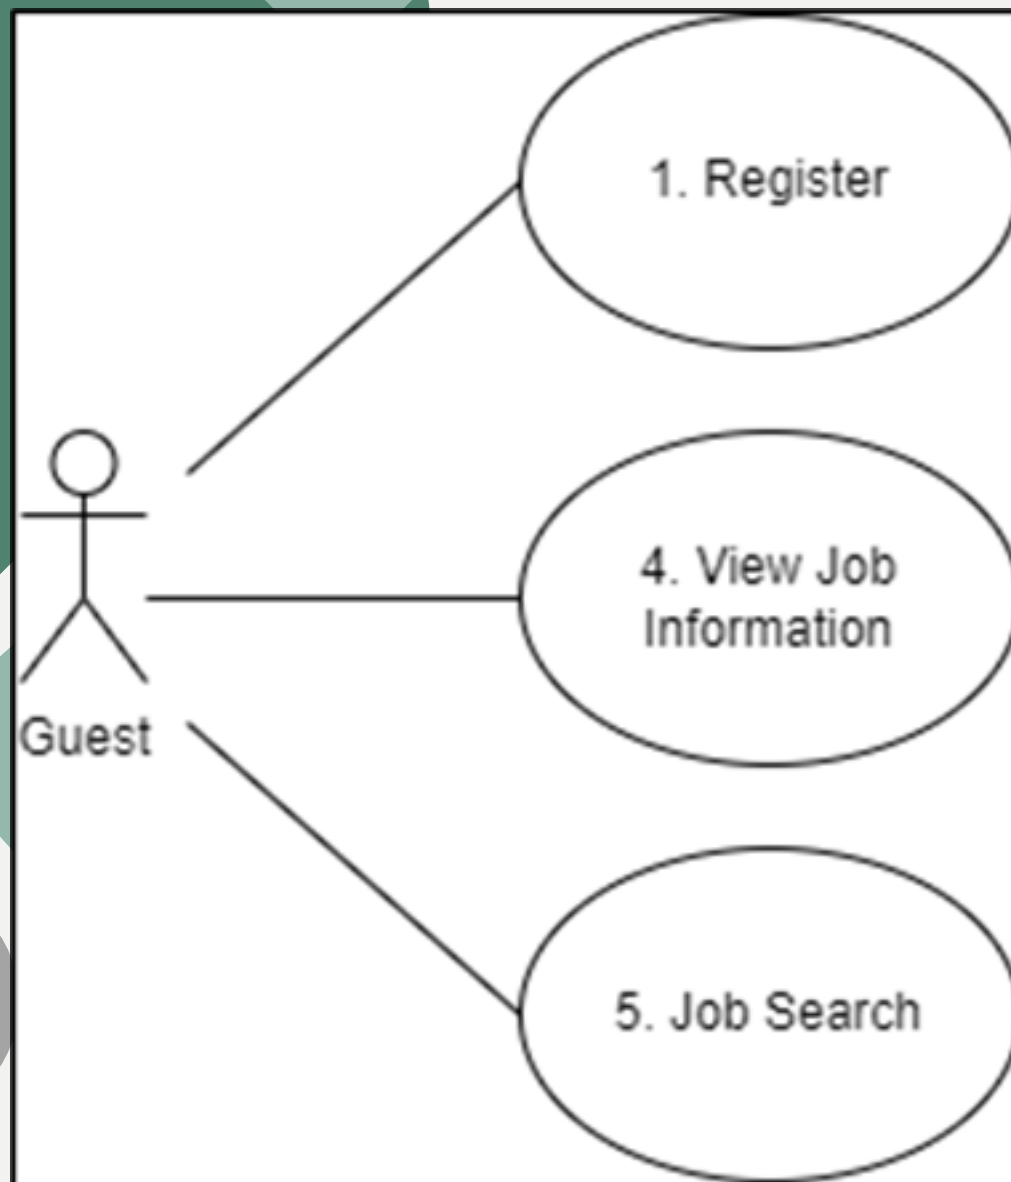 1. Register
4. View Job
Information
Guest
5. Job Search